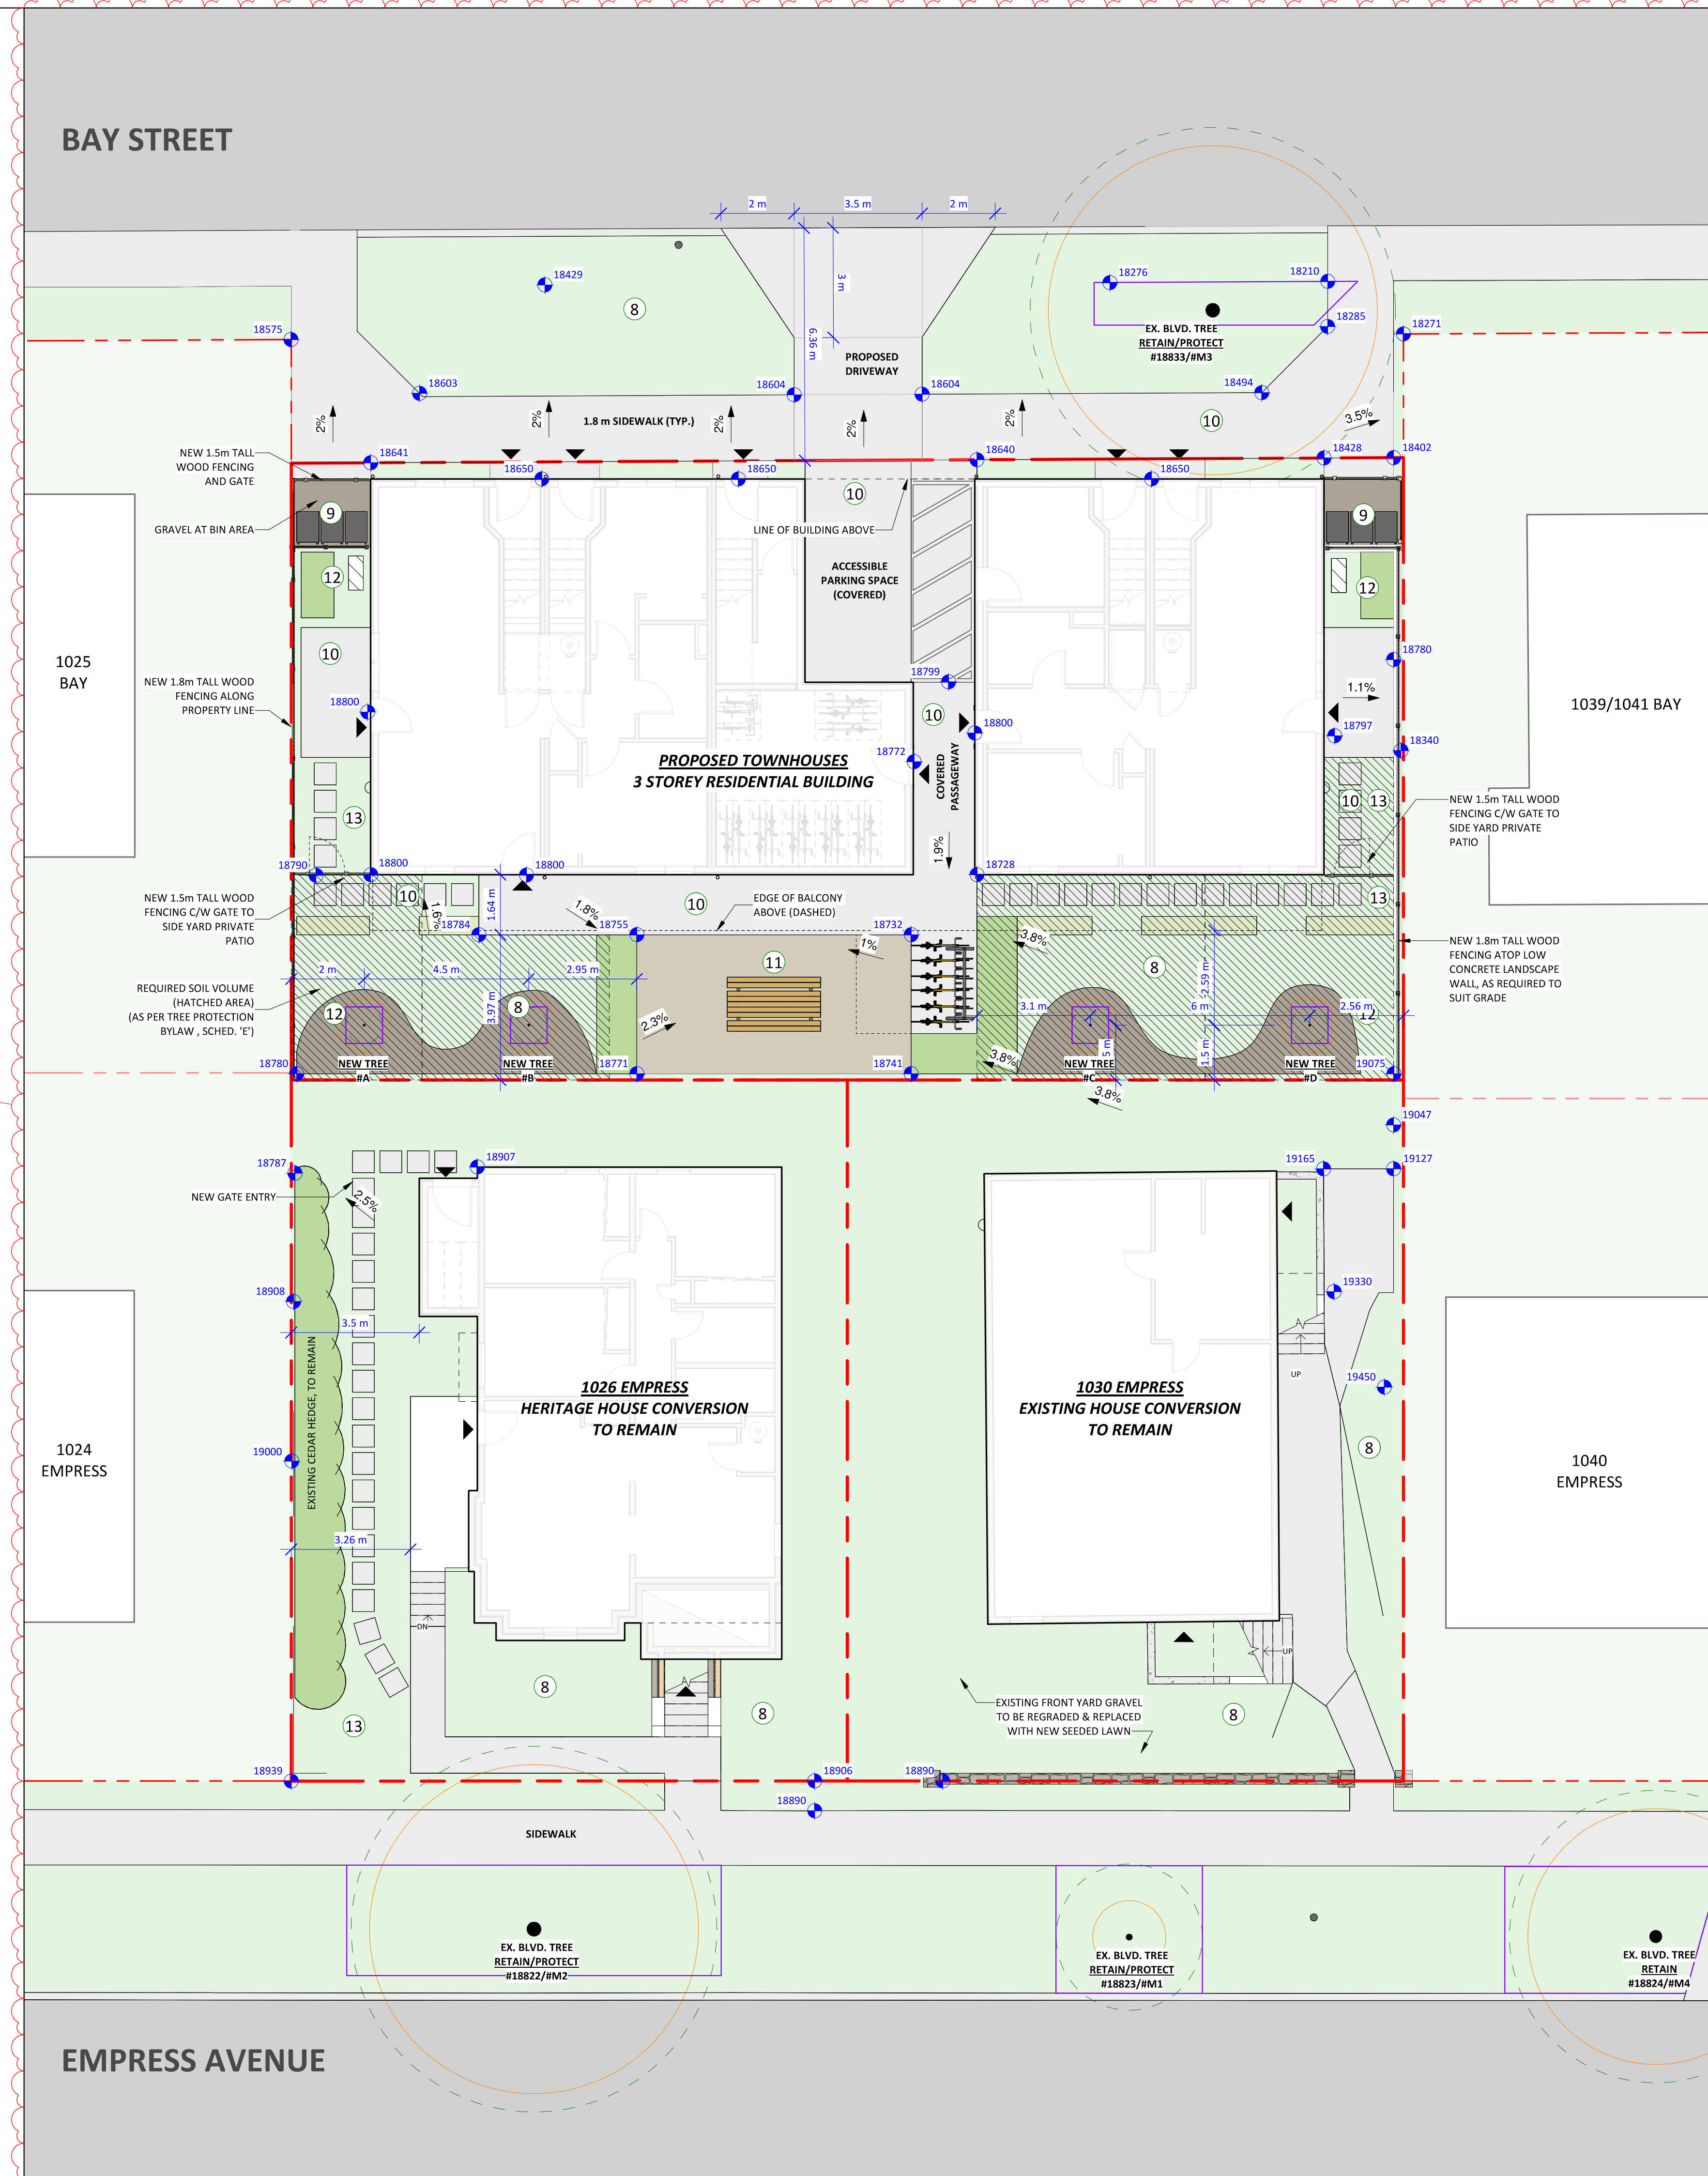 BAY STREET
2 m
3.5 m
2 m
3 m
6.36 m
18429
8
18276
18210
18285
EX. BLVD. TREE
RETAIN/PROTECT
#18833/#M3
18575
18271
PROPOSED
DRIVEWAY
18603
18604
18604
18494
2%
2%
2%
2%
2%
1.8 m SIDEWALK (TYP.)
10
3.5%
NEW 1.5m TALL
WOOD FENCING
AND GATE
18641
18650
18650
18640
18650
18428
18402
GRAVEL AT BIN AREA
9
10
LINE OF BUILDING ABOVE
9
12
ACCESSIBLE
PARKING SPACE
(COVERED)
12
1025
BAY
10
18780
NEW 1.8m TALL WOOD
FENCING ALONG
PROPERTY LINE
18799
1.1%
1039/1041 BAY
18800
10
18800
18797
18340
PROPOSED TOWNHOUSES
3 STOREY RESIDENTIAL BUILDING
18772
COVERED
PASSAGEWAY
1.9%
13
10
13
NEW 1.5m TALL WOOD
FENCING C/W GATE TO
SIDE YARD PRIVATE
PATIO
18790
18800
18800
18728
NEW 1.5m TALL WOOD
FENCING C/W GATE TO
SIDE YARD PRIVATE
PATIO
10
1.6%
1.64 m
1.8%
10
EDGE OF BALCONY
ABOVE (DASHED)
13
18784
18755
18732
1%
3.8%
NEW 1.8m TALL WOOD
FENCING ATOP LOW
CONCRETE LANDSCAPE
WALL, AS REQUIRED TO
SUIT GRADE
2 m
4.5 m
2.95 m
11
8
2.59 m
REQUIRED SOIL VOLUME
(HATCHED AREA)
(AS PER TREE PROTECTION
BYLAW , SCHED. 'E')
12
8
3.97 m
2.3%
3.1 m
6 m
2.56 m
12
1.5 m
3.8%
18780
NEW TREE
#A
NEW TREE
#B
18771
18741
NEW TREE
#C
NEW TREE
#D
19075
3.8%
19047
18787
18907
19165
19127
NEW GATE ENTRY
2.5%
18908
19330
3.5 m
EXISTING CEDAR HEDGE, TO REMAIN
UP
19450
1026 EMPRESS
HERITAGE HOUSE CONVERSION
TO REMAIN
1030 EMPRESS
EXISTING HOUSE CONVERSION
TO REMAIN
1024
EMPRESS
19000
8
1040
EMPRESS
3.26 m
DN
UP
8
8
8
13
EXISTING FRONT YARD GRAVEL
TO BE REGRADED & REPLACED
WITH NEW SEEDED LAWN
18939
18906
18890
18890
SIDEWALK
EX. BLVD. TREE
RETAIN/PROTECT
#18822/#M2
EX. BLVD. TREE
RETAIN/PROTECT
#18823/#M1
EX. BLVD. TREE
RETAIN
#18824/#M4
EMPRESS AVENUE